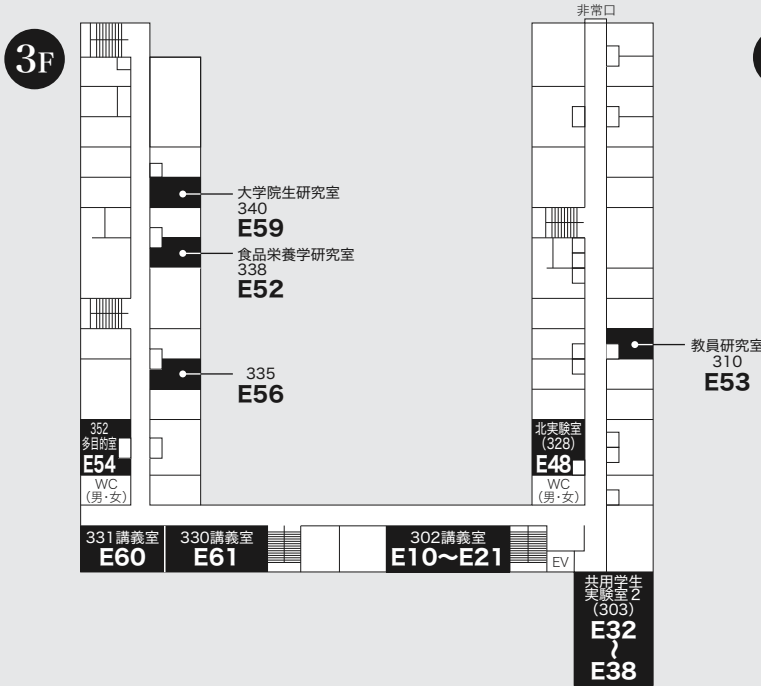 3F
非常口
大学院生研究室
340
E59
食品栄養学研究室
338
E52
335
E56
教員研究室
310
E53
352
多目的室
E54
WC
(男・女)
北実験室
(328)
E48
WC
(男・女)
331講義室
E60
330講義室
E61
302講義室
E10〜E21
EV
共用学生
実験室2
(303)
E32
〜
E38